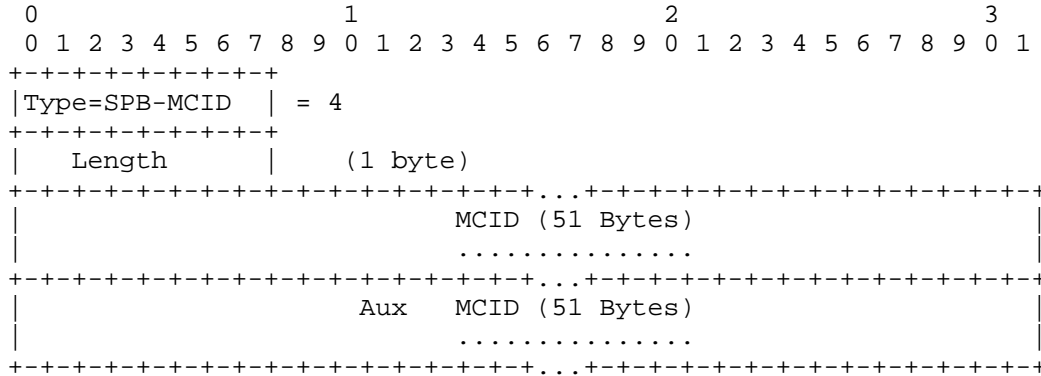 0                   1                   2                   3
 0 1 2 3 4 5 6 7 8 9 0 1 2 3 4 5 6 7 8 9 0 1 2 3 4 5 6 7 8 9 0 1
+-+-+-+-+-+-+-+-+
|Type=SPB-MCID  | = 4
+-+-+-+-+-+-+-+-+
|   Length      |    (1 byte)
+-+-+-+-+-+-+-+-+-+-+-+-+-+-+-+-+-+...+-+-+-+-+-+-+-+-+-+-+-+-+-+-+
|                           MCID (51 Bytes)                     |
|                           ...............                     |
+-+-+-+-+-+-+-+-+-+-+-+-+-+-+-+-+-+...+-+-+-+-+-+-+-+-+-+-+-+-+-+-+
|                     Aux   MCID (51 Bytes)                     |
|                           ...............                     |
+-+-+-+-+-+-+-+-+-+-+-+-+-+-+-+-+-+...+-+-+-+-+-+-+-+-+-+-+-+-+-+-+